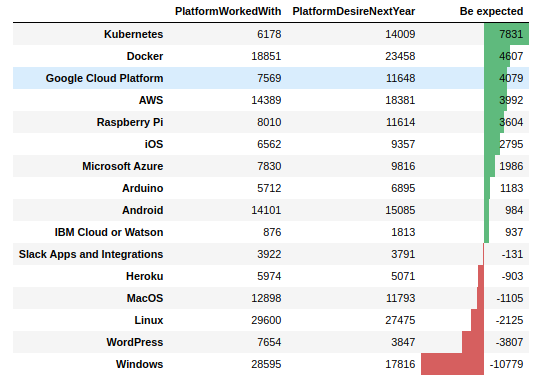 PlatformWorkedWith PlatformDesireNextYear Be expected
Kubernetes 6178 14009 7831
Docker 18851 23458 4607
Google Cloud Platform 7569 11648 4079
AWS 14389 18381 3992
Raspberry Pi 8010 11614 3604
iOS 6562 9357 2795
Microsoft Azure 7830 9816 1986
Arduino 5712 6895 1183
Android 14101 15085 984
IBM Cloud or Watson 876 1813 937
Slack Apps and Integrations 3922 3791 -131
Heroku 5974 5071 -903
MacOS 12898 11793 -1105
Linux 29600 27475 -2125
WordPress 7654 3847 -3807
Windows 28595 17816 -10779